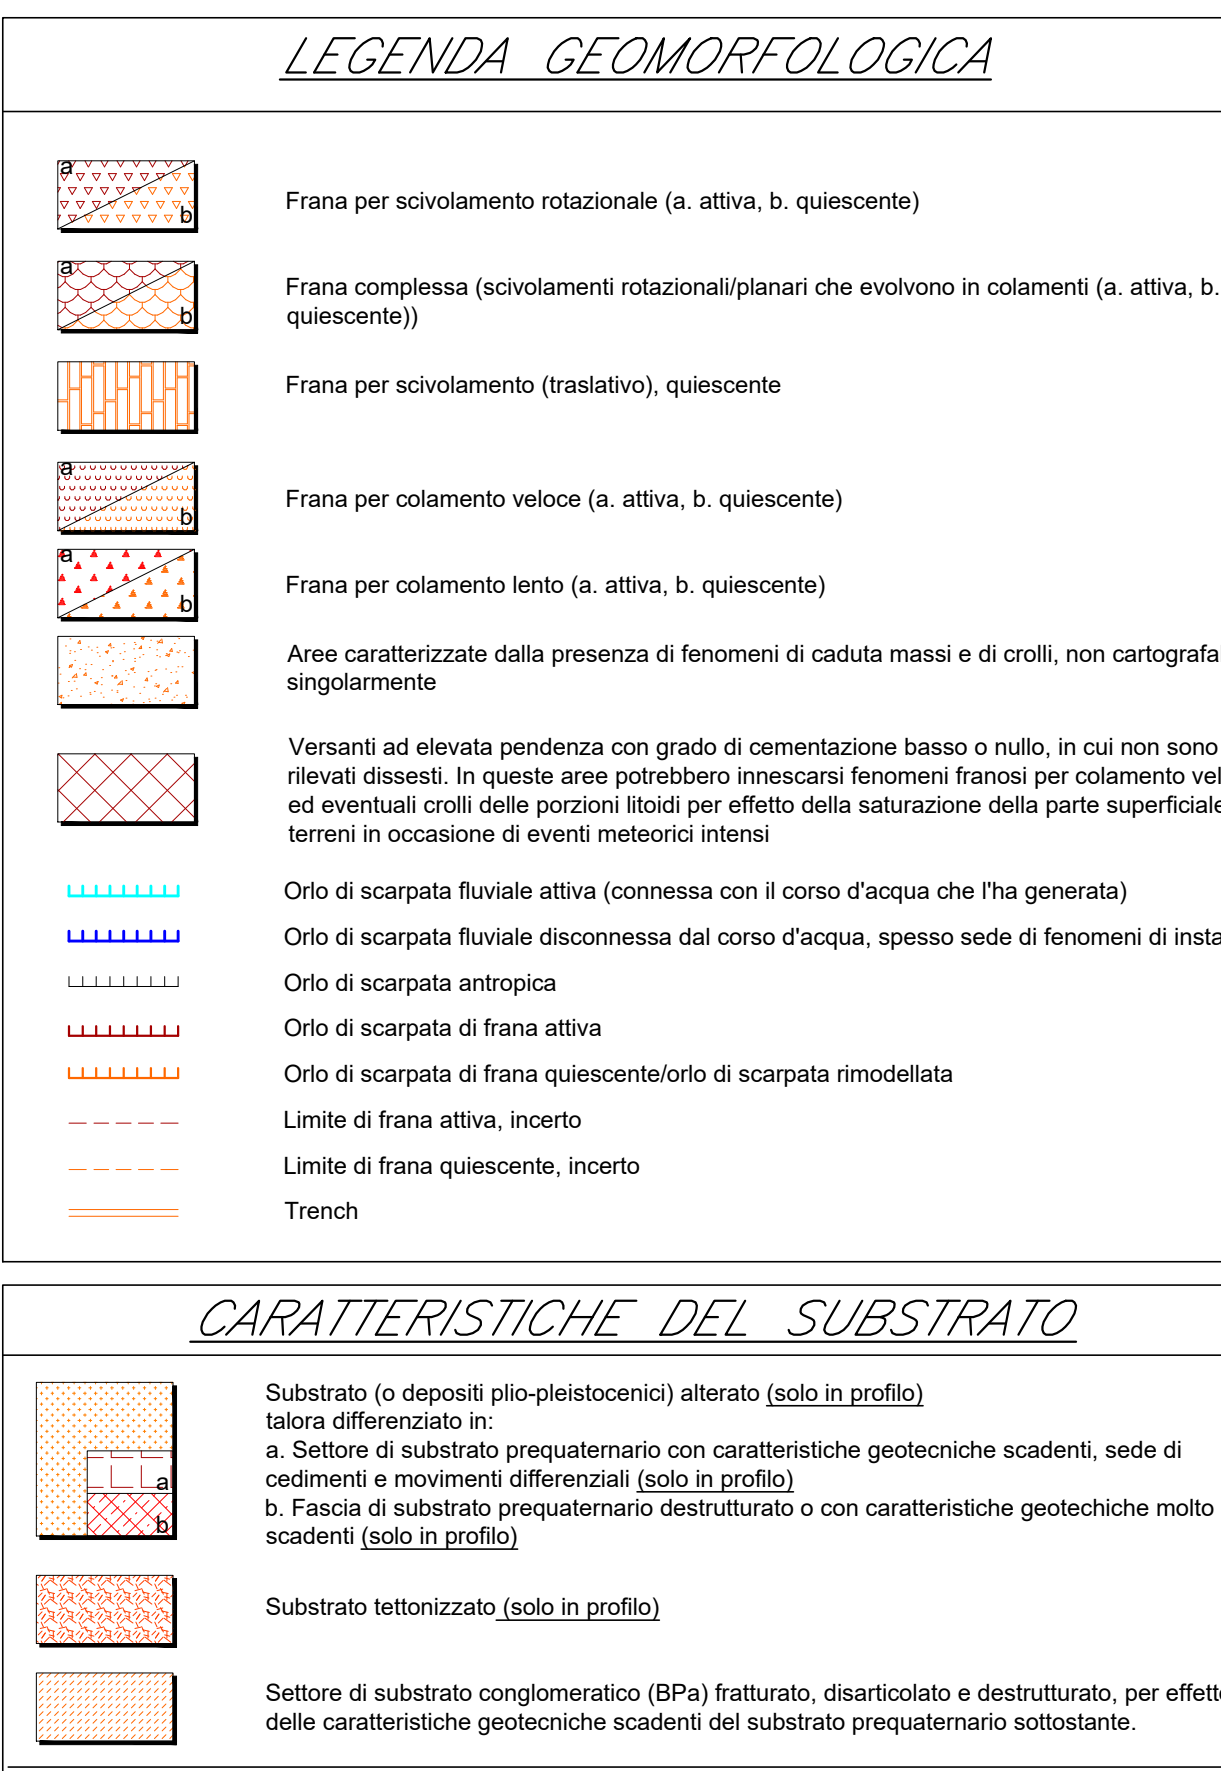 LEGENDA GEOMORFOLOGICA
a
b
Frana per scivolamento rotazionale (a. attiva, b. quiescente)
a
b
Frana complessa (scivolamenti rotazionali/planari che evolvono in colamenti (a. attiva, b.
quiescente))
Frana per scivolamento (traslativo), quiescente
a
b
Frana per colamento veloce (a. attiva, b. quiescente)
a
b
Frana per colamento lento (a. attiva, b. quiescente)
Aree caratterizzate dalla presenza di fenomeni di caduta massi e di crolli, non
singolarmente
Versanti ad elevata pendenza con grado di cementazione basso o nullo, in cui non sono
rilevati dissesti. In queste aree potrebbero innescarsi fenomeni franosi per colamento
ed eventuali crolli delle porzioni litoidi per effetto della saturazione della parte superficiale
terreni in occasione di eventi meteorici intensi
Orlo di scarpata fluviale attiva (connessa con il corso d'acqua che l'ha generata)
Orlo di scarpata fluviale disconnessa dal corso d'acqua, spesso sede di fenomeni di
Orlo di scarpata antropica
Orlo di scarpata di frana attiva
Orlo di scarpata di frana quiescente/orlo di scarpata rimodellata
Limite di frana attiva, incerto
Limite di frana quiescente, incerto
Trench
CARATTERISTICHE DEL SUBSTRATO
Substrato (o depositi plio-pleistocenici) alterato (solo in profilo)
talora differenziato in:
a. Settore di substrato prequaternario con caratteristiche geotecniche scadenti, sede di
cedimenti e movimenti differenziali (solo in profilo)
a
b. Fascia di substrato prequaternario destrutturato o con caratteristiche geotechiche molto
scadenti (solo in profilo)
b
Substrato tettonizzato (solo in profilo)
Settore di substrato conglomeratico (BPa) fratturato, disarticolato e destrutturato, per effetto
delle caratteristiche geotecniche scadenti del substrato prequaternario sottostante.